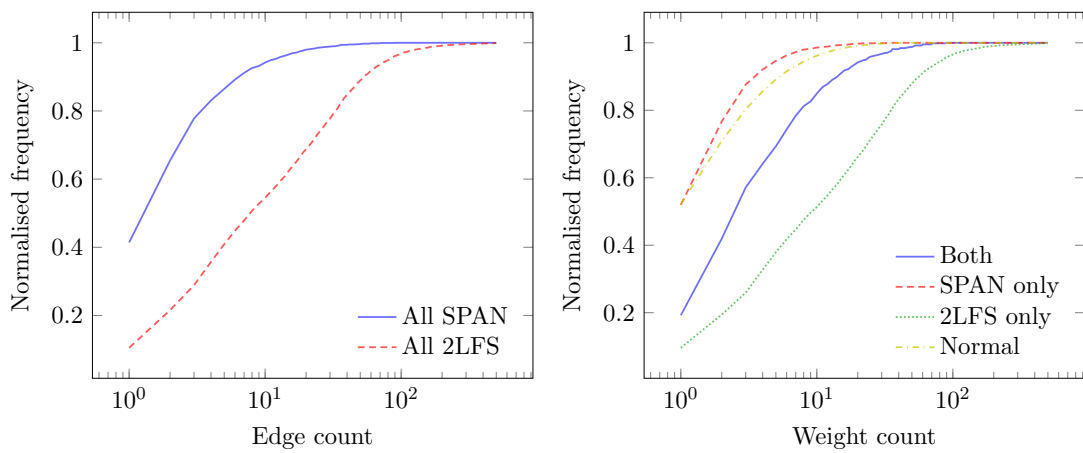 Normalised frequency
1
0.8
0.6
0.4
0.2
10^0
10^1
10^2
Edge count
All SPAN
All 2LFS
Normalised frequency
1
0.8
0.6
0.4
0.2
10^0
10^1
10^2
Weight count
Both
SPAN only
2LFS only
Normal